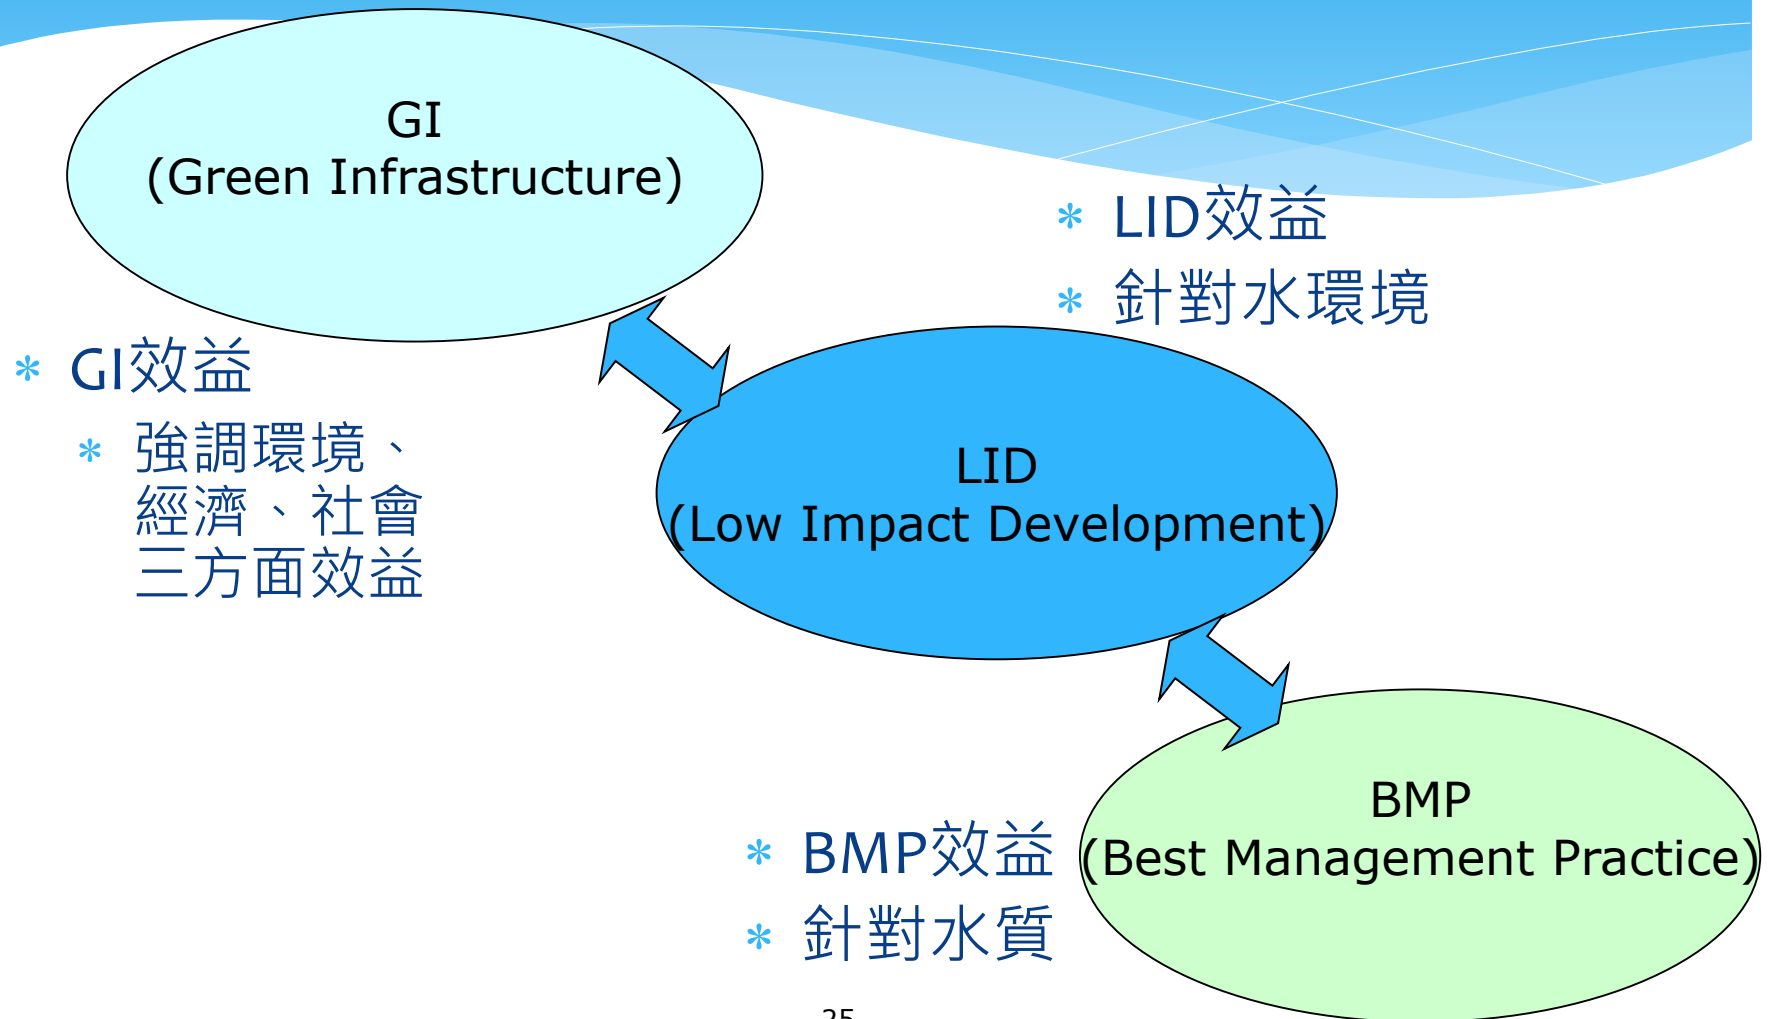 GI
(Green Infrastructure)
* LID效益
* 針對水環境
* GI效益
* 強調環境、
經濟、社會
三方面效益
LID
(Low Impact Development)
BMP
(Best Management Practice)
* BMP效益
* 針對水質
25